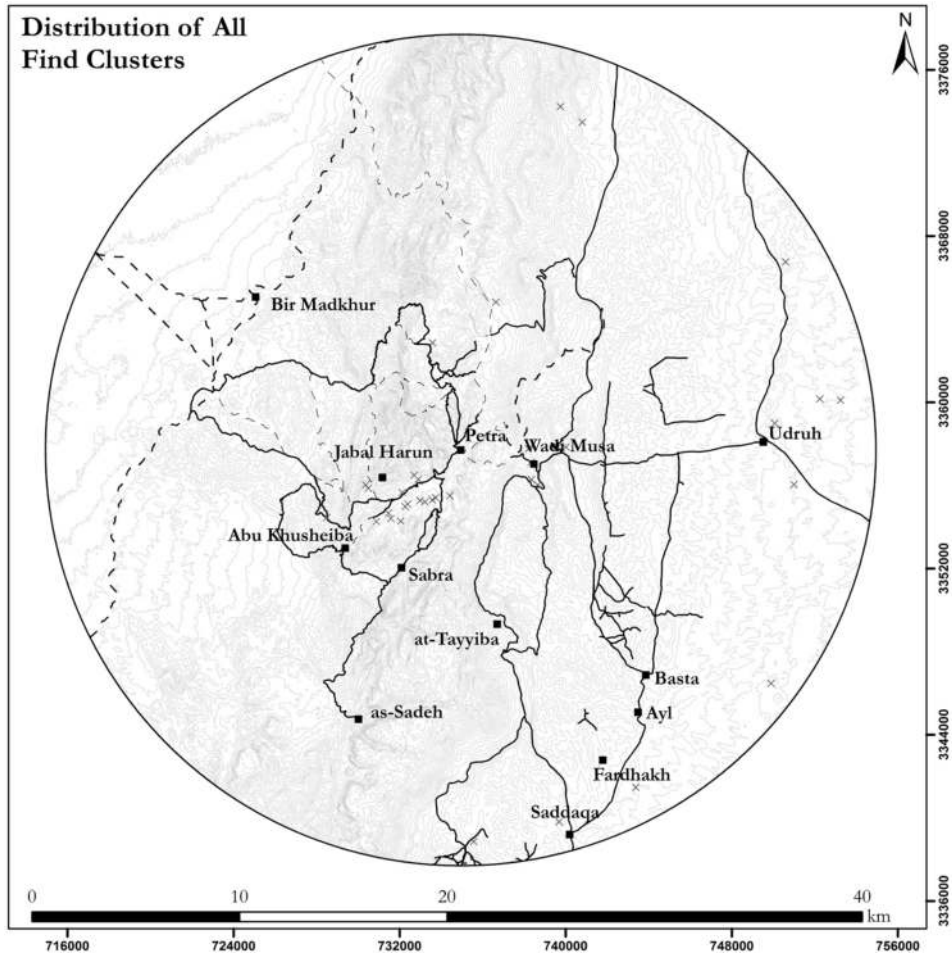 Distribution of All
Find Clusters
N
3376000
3368000
Bir Madkhur
3360000
Petra
Udruh
Wadi Musa
Jabal Harun
Abu Khusheiba
3352000
Sabra
at-Tayyiba
Basta
as-Sadeh
Ayl
3344000
Fardhakh
Saddaqa
3336000
0 10 20 40
km
716000 724000 732000 740000 748000 756000